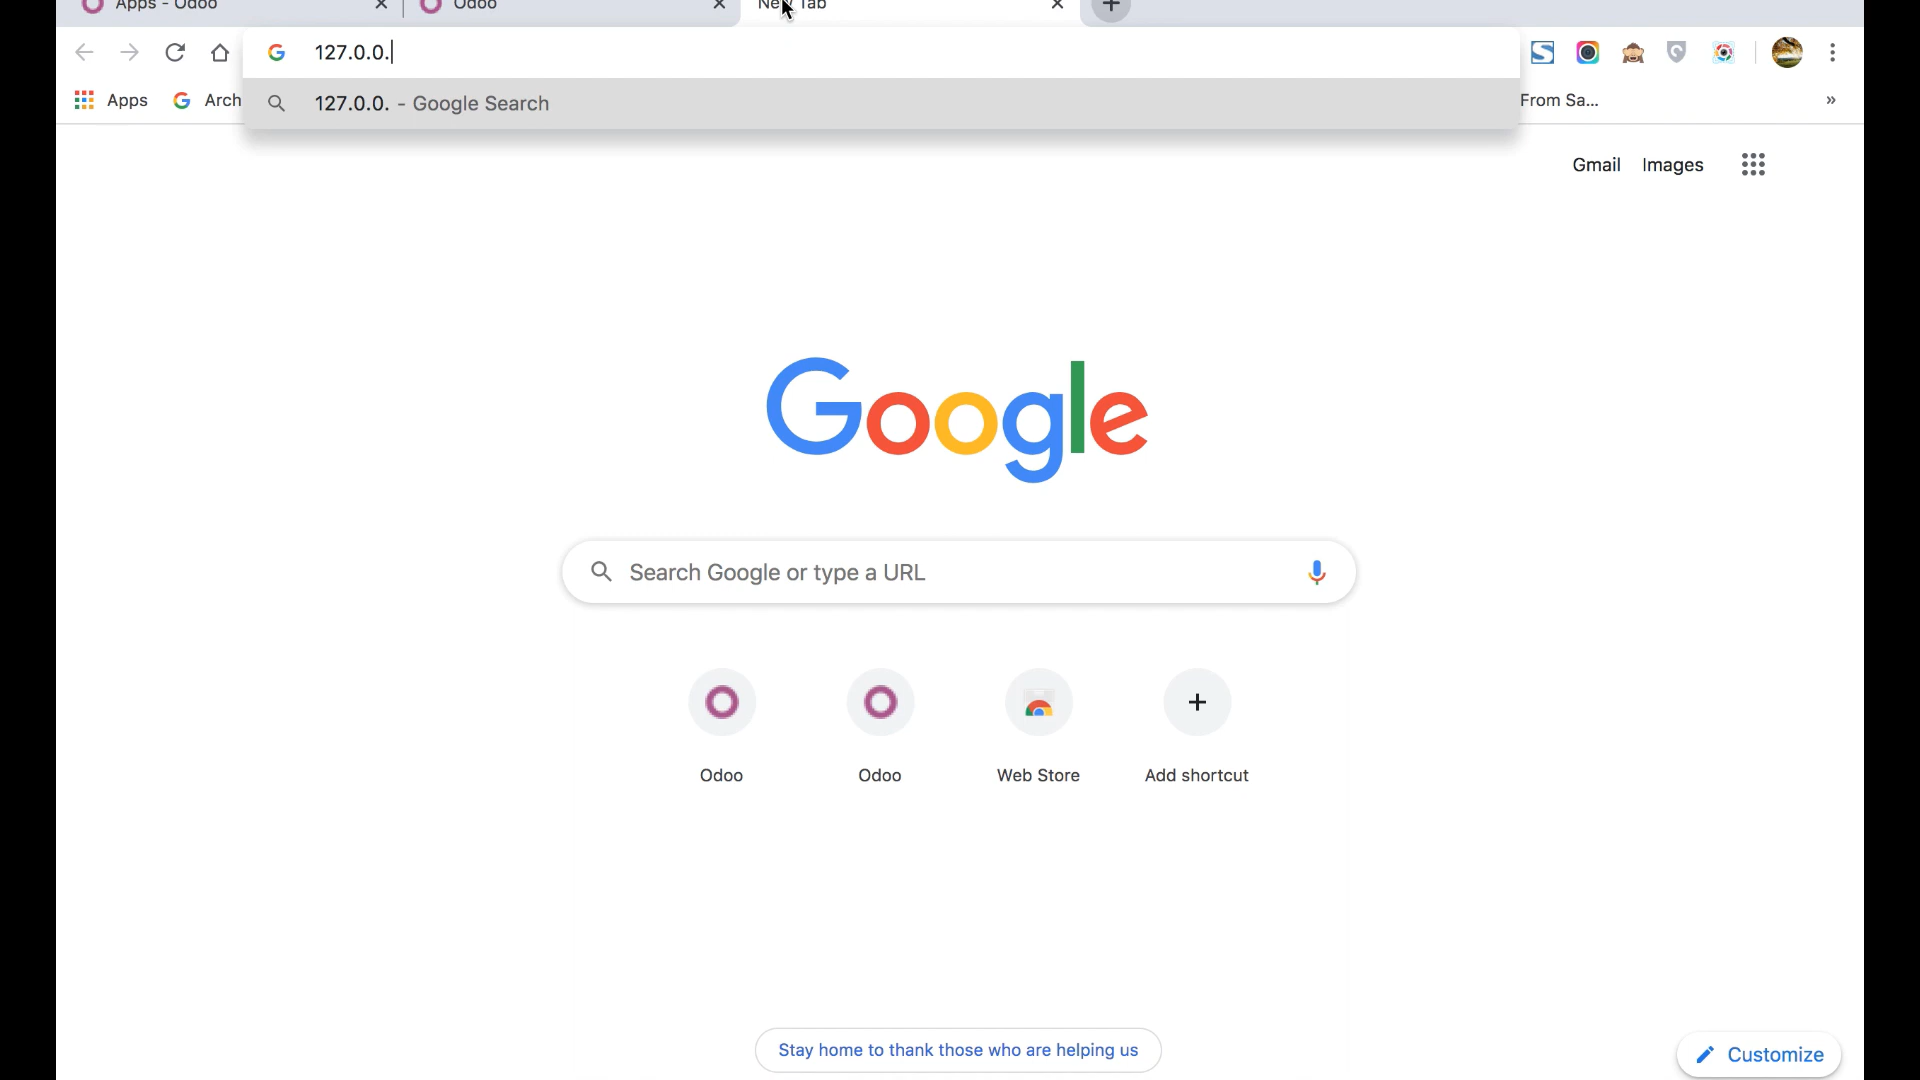 Apps - Odoo
Odoo
New Tab
127.0.0.
Apps
Arch
127.0.0. - Google Search
From Sa...
»
Gmail
Images
Google
Search Google or type a URL
Odoo
Odoo
Web Store
Add shortcut
Stay home to thank those who are helping us
Customize